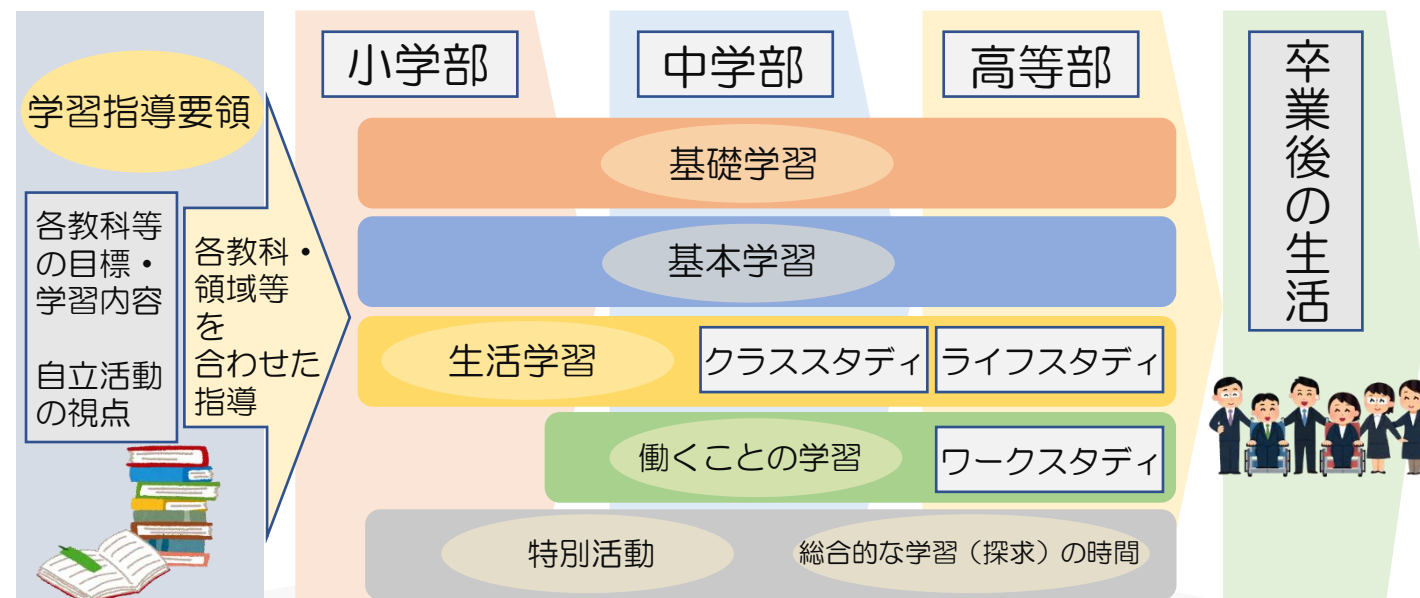 学習指導要領
各教科等
の目標・
学習内容
自立活動
の視点
各教科・
領域等
を
合わせた
指導
小学部
中学部
高等部
基礎学習
基本学習
生活学習
クラススタディ
ライフスタディ
働くことの学習
ワークスタディ
特別活動
総合的な学習（探求）の時間
卒業後の生活